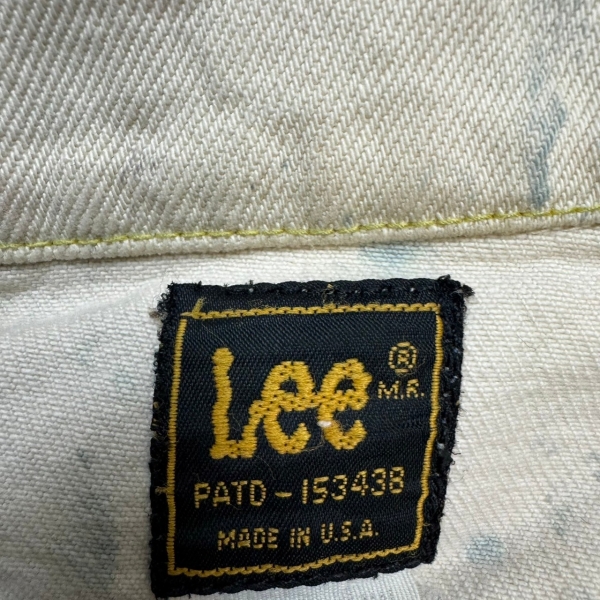 Lee ®
M.R.
PATD - 153438
MADE IN U.S.A.